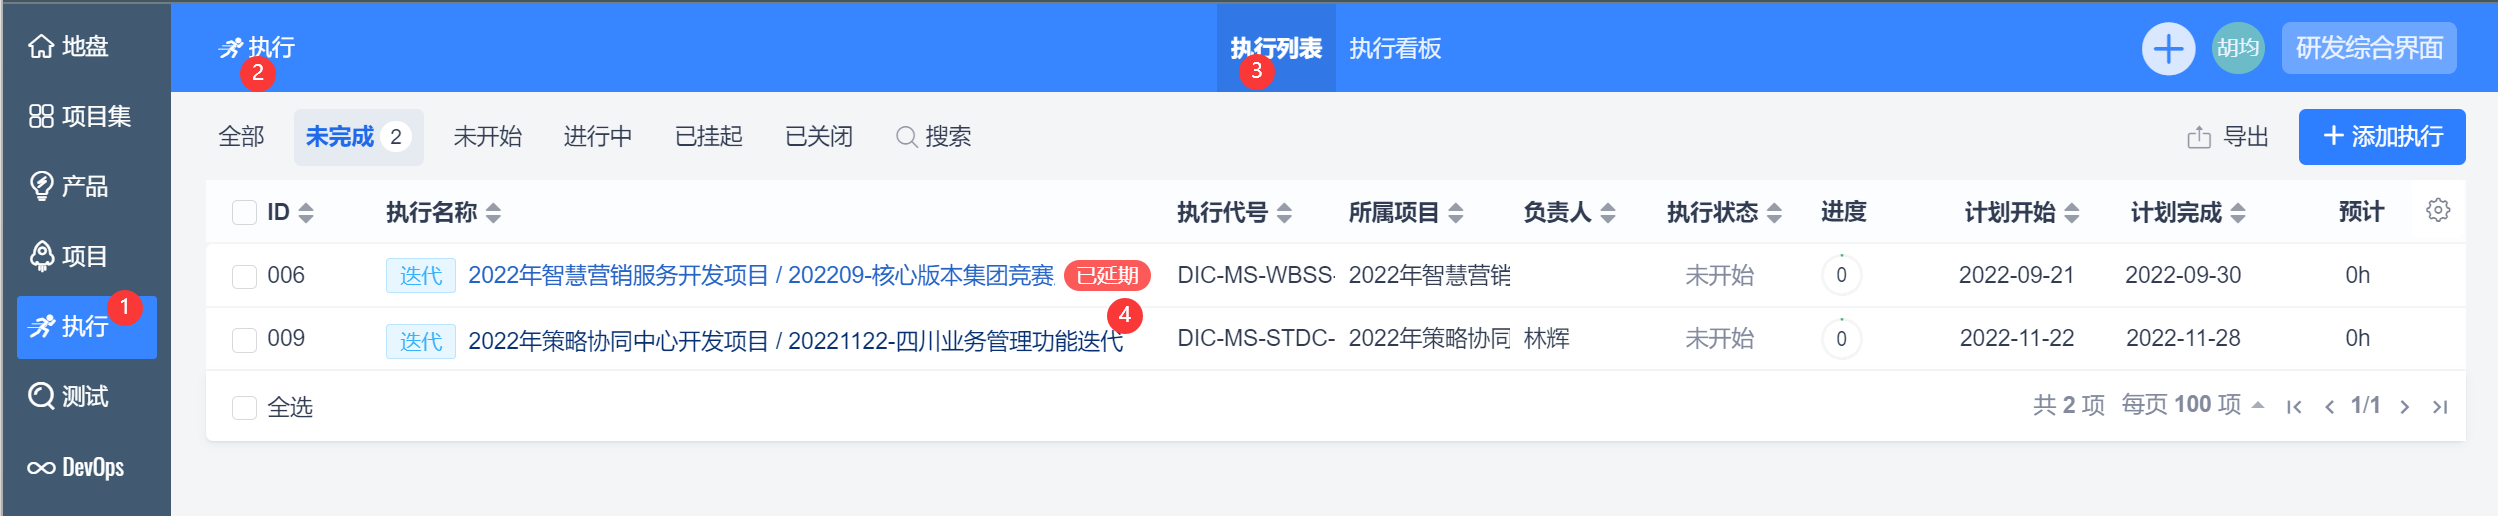 地盘
项目集
产品
项目
执行 1
测试
DevOps
执行
2
执行列表 执行看板
3
胡均 研发综合界面
全部 未完成 2 未开始 进行中 已挂起 已关闭 搜索 导出 添加执行
ID 执行名称 执行代号 所属项目 负责人 执行状态 进度 计划开始 计划完成 预计
006 迭代 2022年智慧营销服务开发项目 / 202209-核心版本集团竞赛 已延期 DIC-MS-WBSS- 2022年智慧营销 未开始 0 2022-09-21 2022-09-30 0h
4
009 迭代 2022年策略协同中心开发项目 / 20221122-四川业务管理功能迭代 DIC-MS-STDC- 2022年策略协同 林辉 未开始 0 2022-11-22 2022-11-28 0h
全选 共 2 项 每页 100 项 1/1